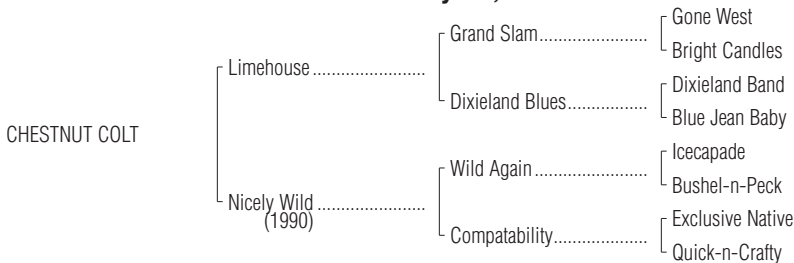 Gone West
Grand Slam........................
Bright Candles
Limehouse........................
Dixieland Band
Dixieland Blues.................
Blue Jean Baby
CHESTNUT COLT
Icecapade
Wild Again........................
Bushel-n-Peck
Nicely Wild........................
(1990)
Exclusive Native
Compatability....................
Quick-n-Crafty